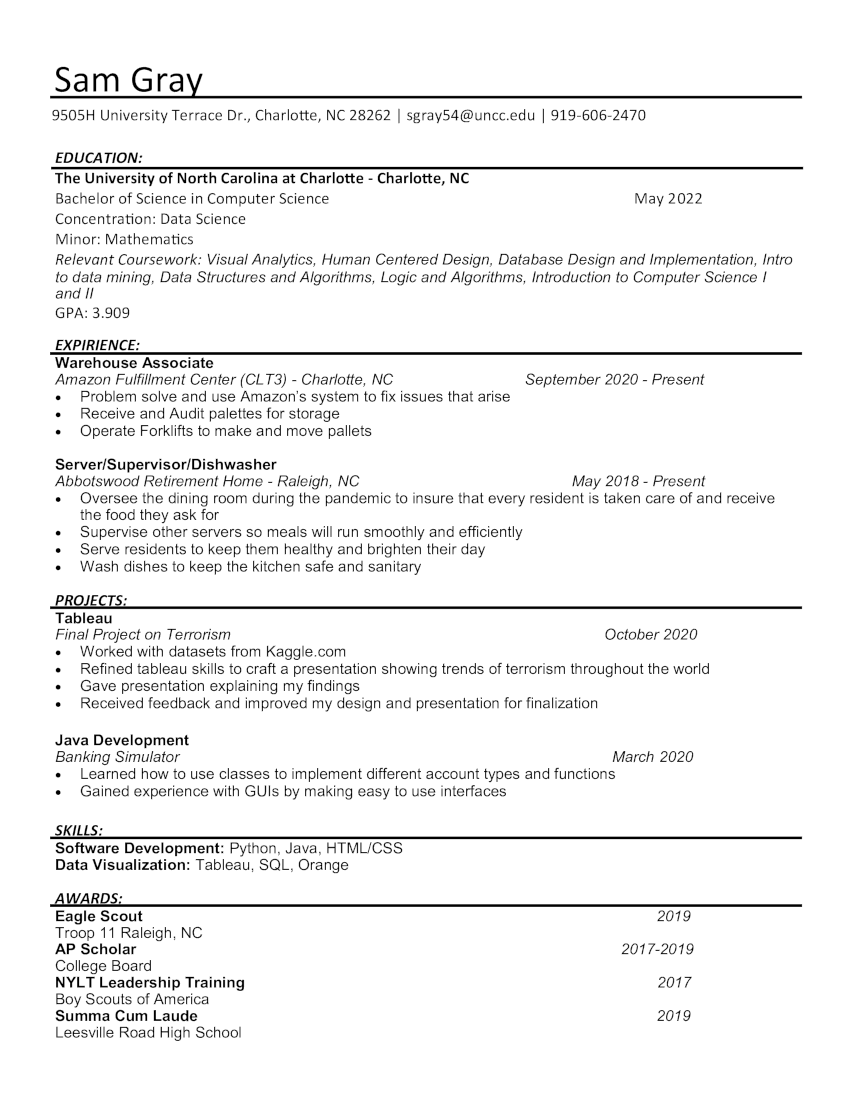 Sam Gray
9505H University Terrace Dr., Charlotte, NC 28262 | sgray54@uncc.edu | 919-606-2470
EDUCATION:
The University of North Carolina at Charlotte - Charlotte, NC
Bachelor of Science in Computer Science May 2022
Concentration: Data Science
Minor: Mathematics
Relevant Coursework: Visual Analytics, Human Centered Design, Database Design and Implementation, Intro
to data mining, Data Structures and Algorithms, Logic and Algorithms, Introduction to Computer Science I
and II
GPA: 3.909
EXPIRIENCE:
Warehouse Associate
Amazon Fulfillment Center (CLT3) - Charlotte, NC September 2020 - Present
• Problem solve and use Amazon's system to fix issues that arise
• Receive and Audit palettes for storage
• Operate Forklifts to make and move pallets
Server/Supervisor/Dishwasher
Abbotswood Retirement Home - Raleigh, NC May 2018 - Present
• Oversee the dining room during the pandemic to insure that every resident is taken care of and receive
the food they ask for
• Supervise other servers so meals will run smoothly and efficiently
• Serve residents to keep them healthy and brighten their day
• Wash dishes to keep the kitchen safe and sanitary
PROJECTS:
Tableau
Final Project on Terrorism October 2020
• Worked with datasets from Kaggle.com
• Refined tableau skills to craft a presentation showing trends of terrorism throughout the world
• Gave presentation explaining my findings
• Received feedback and improved my design and presentation for finalization
Java Development
Banking Simulator March 2020
• Learned how to use classes to implement different account types and functions
• Gained experience with GUIs by making easy to use interfaces
SKILLS:
Software Development: Python, Java, HTML/CSS
Data Visualization: Tableau, SQL, Orange
AWARDS:
Eagle Scout 2019
Troop 11 Raleigh, NC
AP Scholar 2017-2019
College Board
NYLT Leadership Training 2017
Boy Scouts of America
Summa Cum Laude 2019
Leesville Road High School